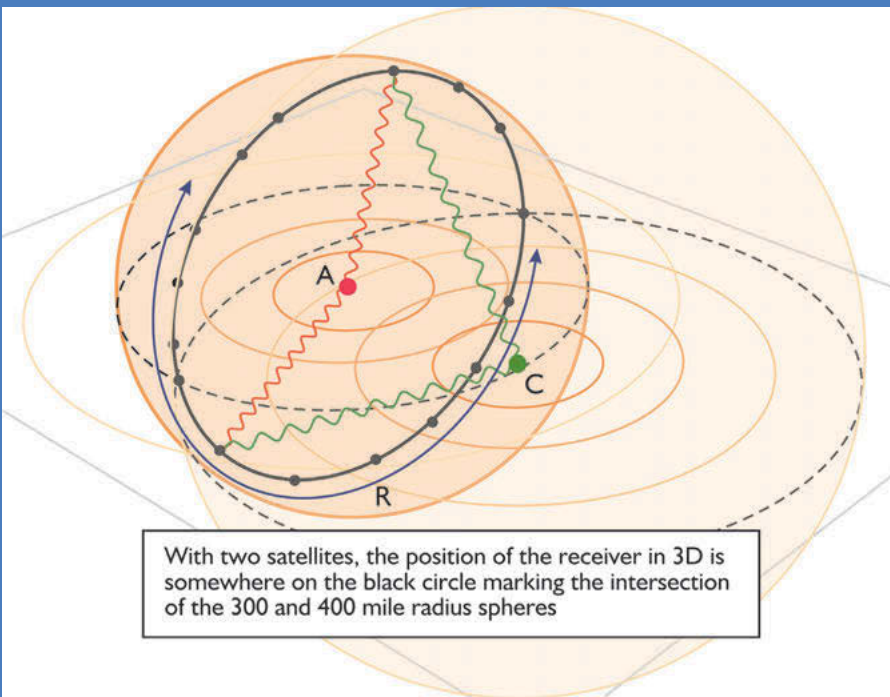 A
C
R
With two satellites, the position of the receiver in 3D is
somewhere on the black circle marking the intersection
of the 300 and 400 mile radius spheres